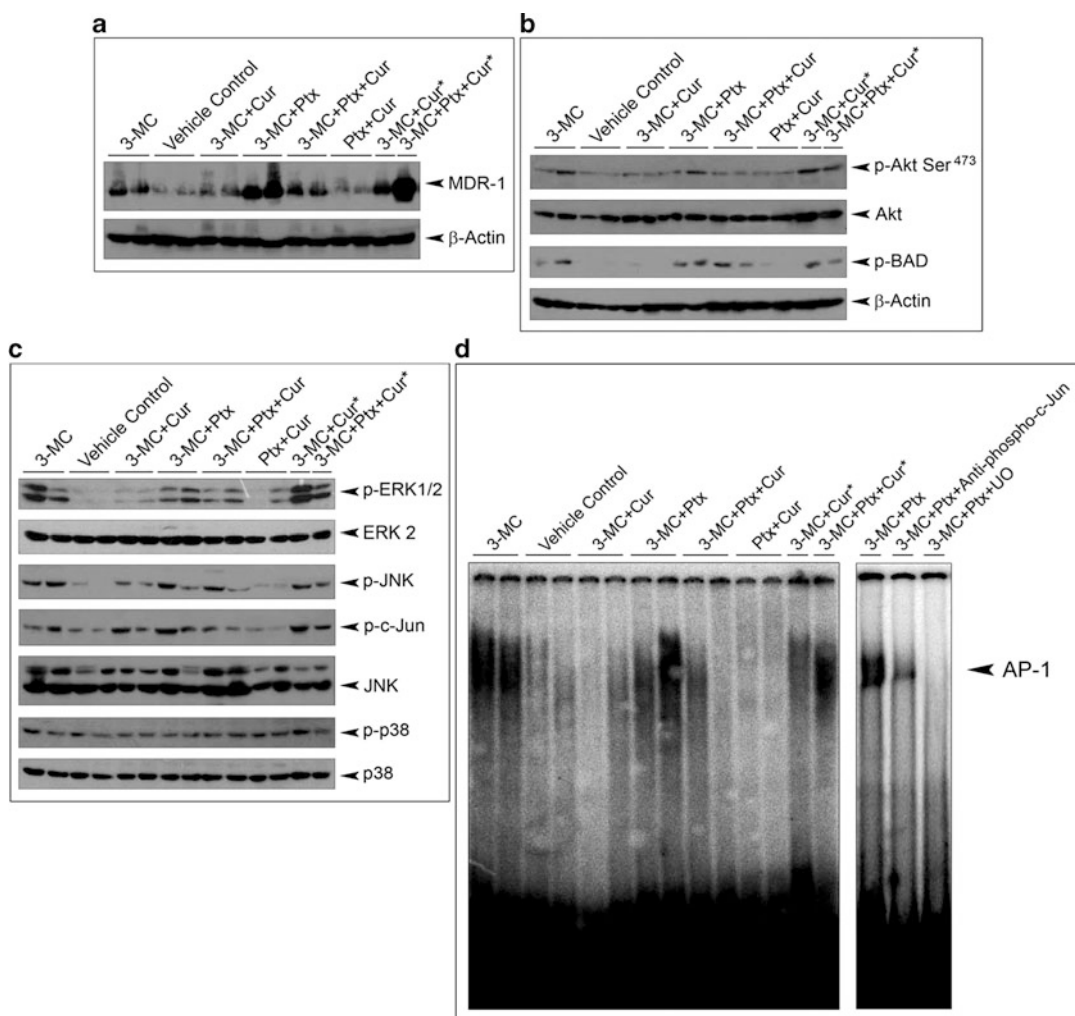 a
3-MC
Vehicle Control
3-MC+Cur
3-MC+Ptx
3-MC+Ptx+Cur
Ptx+Cur
3-MC+Cur*
3-MC+Ptx+Cur*
MDR-1
β-Actin
b
3-MC
Vehicle Control
3-MC+Cur
3-MC+Ptx
3-MC+Ptx+Cur
Ptx+Cur
3-MC+Cur*
3-MC+Ptx+Cur*
p-Akt Ser473
Akt
p-BAD
β-Actin
c
3-MC
Vehicle Control
3-MC+Cur
3-MC+Ptx
3-MC+Ptx+Cur
Ptx+Cur
3-MC+Cur*
3-MC+Ptx+Cur*
p-ERK1/2
ERK 2
p-JNK
p-c-Jun
JNK
p-p38
p38
d
3-MC
Vehicle Control
3-MC+Cur
3-MC+Ptx
3-MC+Ptx+Cur
Ptx+Cur
3-MC+Cur*
3-MC+Ptx+Cur*
3-MC+Ptx
3-MC+Ptx+Anti-phospho-c-Jun
3-MC+Ptx+UO
AP-1